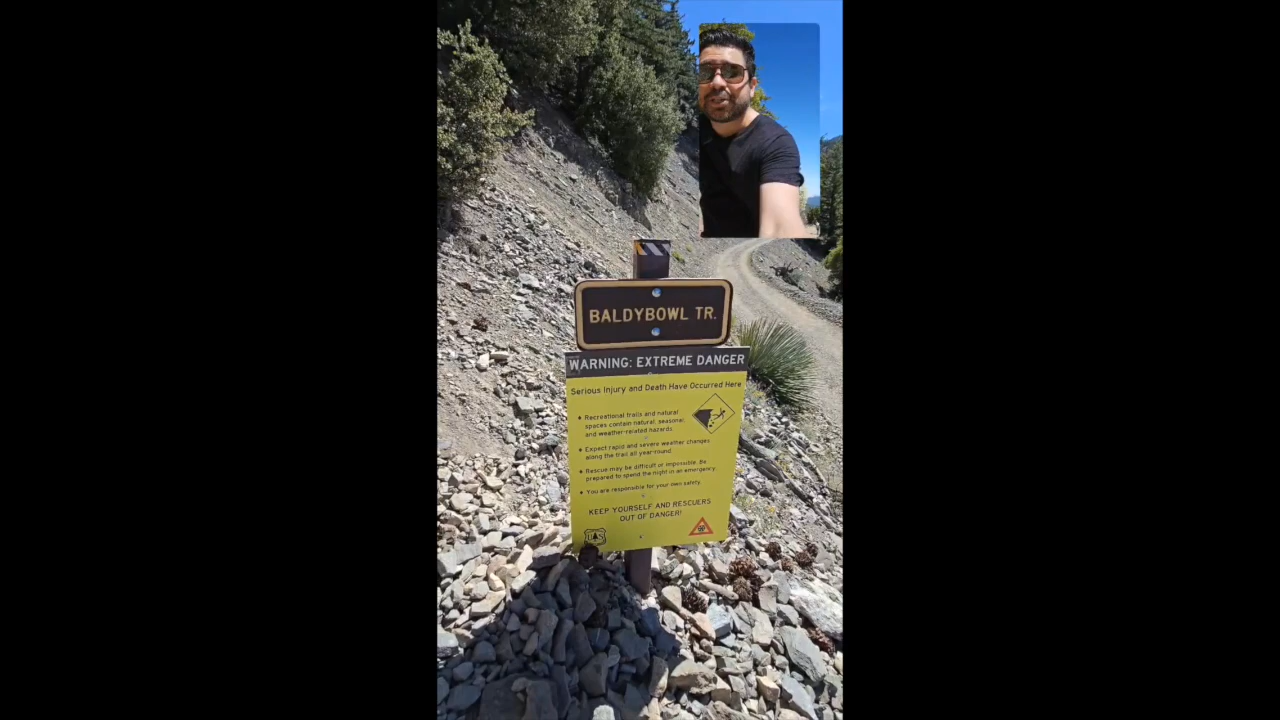 BALDYBOWL TR.
WARNING: EXTREME DANGER
Serious Injury and Death Have Occurred Here
Recreational trails and natural
spaces contain natural, seasonal,
and weather-related hazards.
Expect rapid and severe weather changes
along the trail all year-round.
Rescue may be difficult or impossible. Be
prepared to spend the night in an emergency.
You are responsible for your own safety.
KEEP YOURSELF AND RESCUERS
OUT OF DANGER!
U S